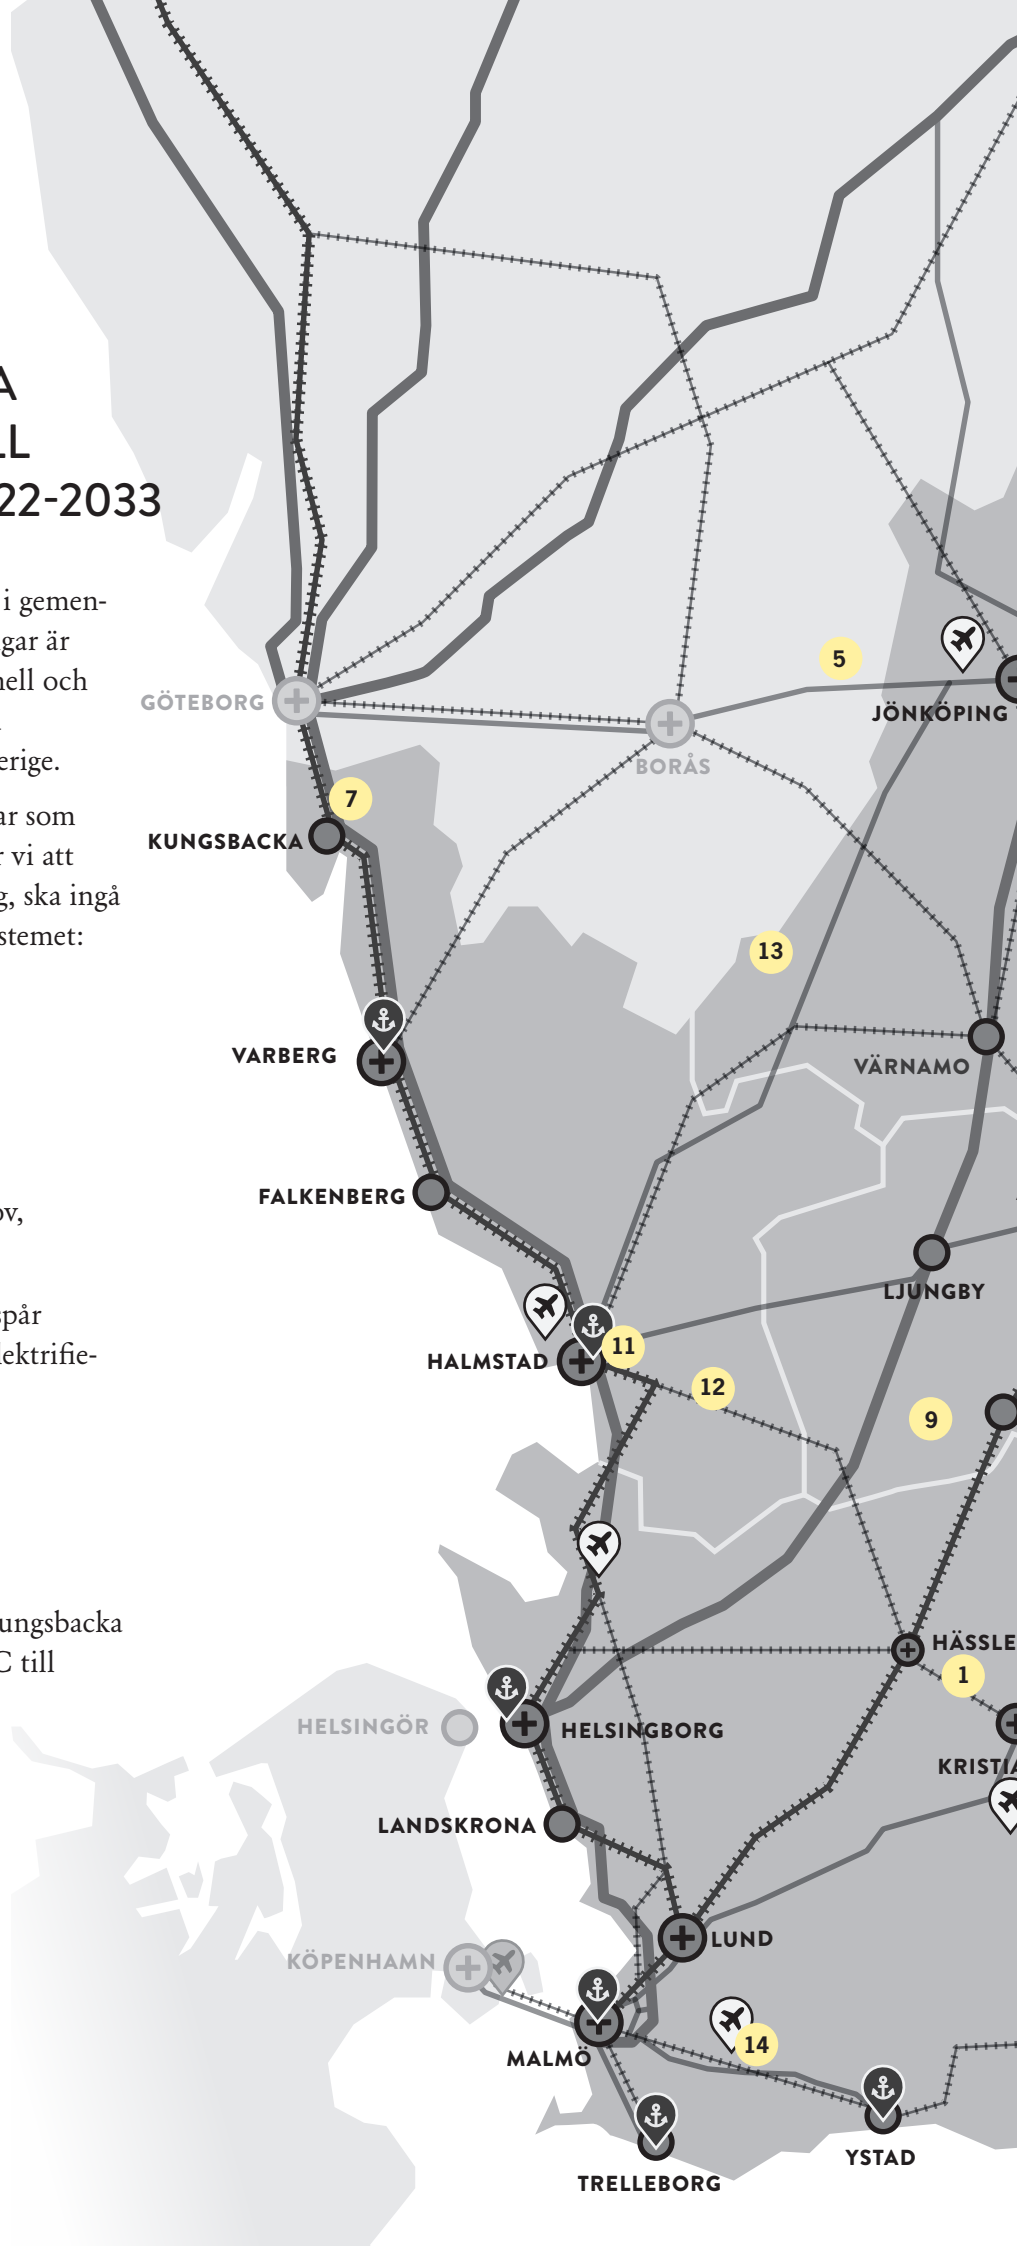 A
LL
22-2033
i gemen-
gar är
nell och
erige.
ar som
r vi att
g, ska ingå
stemet:
ov,
spår
lektrifie-
ungsbacka
C till
5
GÖTEBORG
JÖNKÖPING
BORÅS
7
KUNGSBACKA
13
VARBERG
VÄRNAMO
FALKENBERG
LJUNGBY
11
HALMSTAD
12
9
HÄSSLE
1
HELSINGÖR
HELSINGBORG
KRISTIA
LANDSKRONA
LUND
KÖPENHAMN
14
MALMÖ
YSTAD
TRELLEBORG